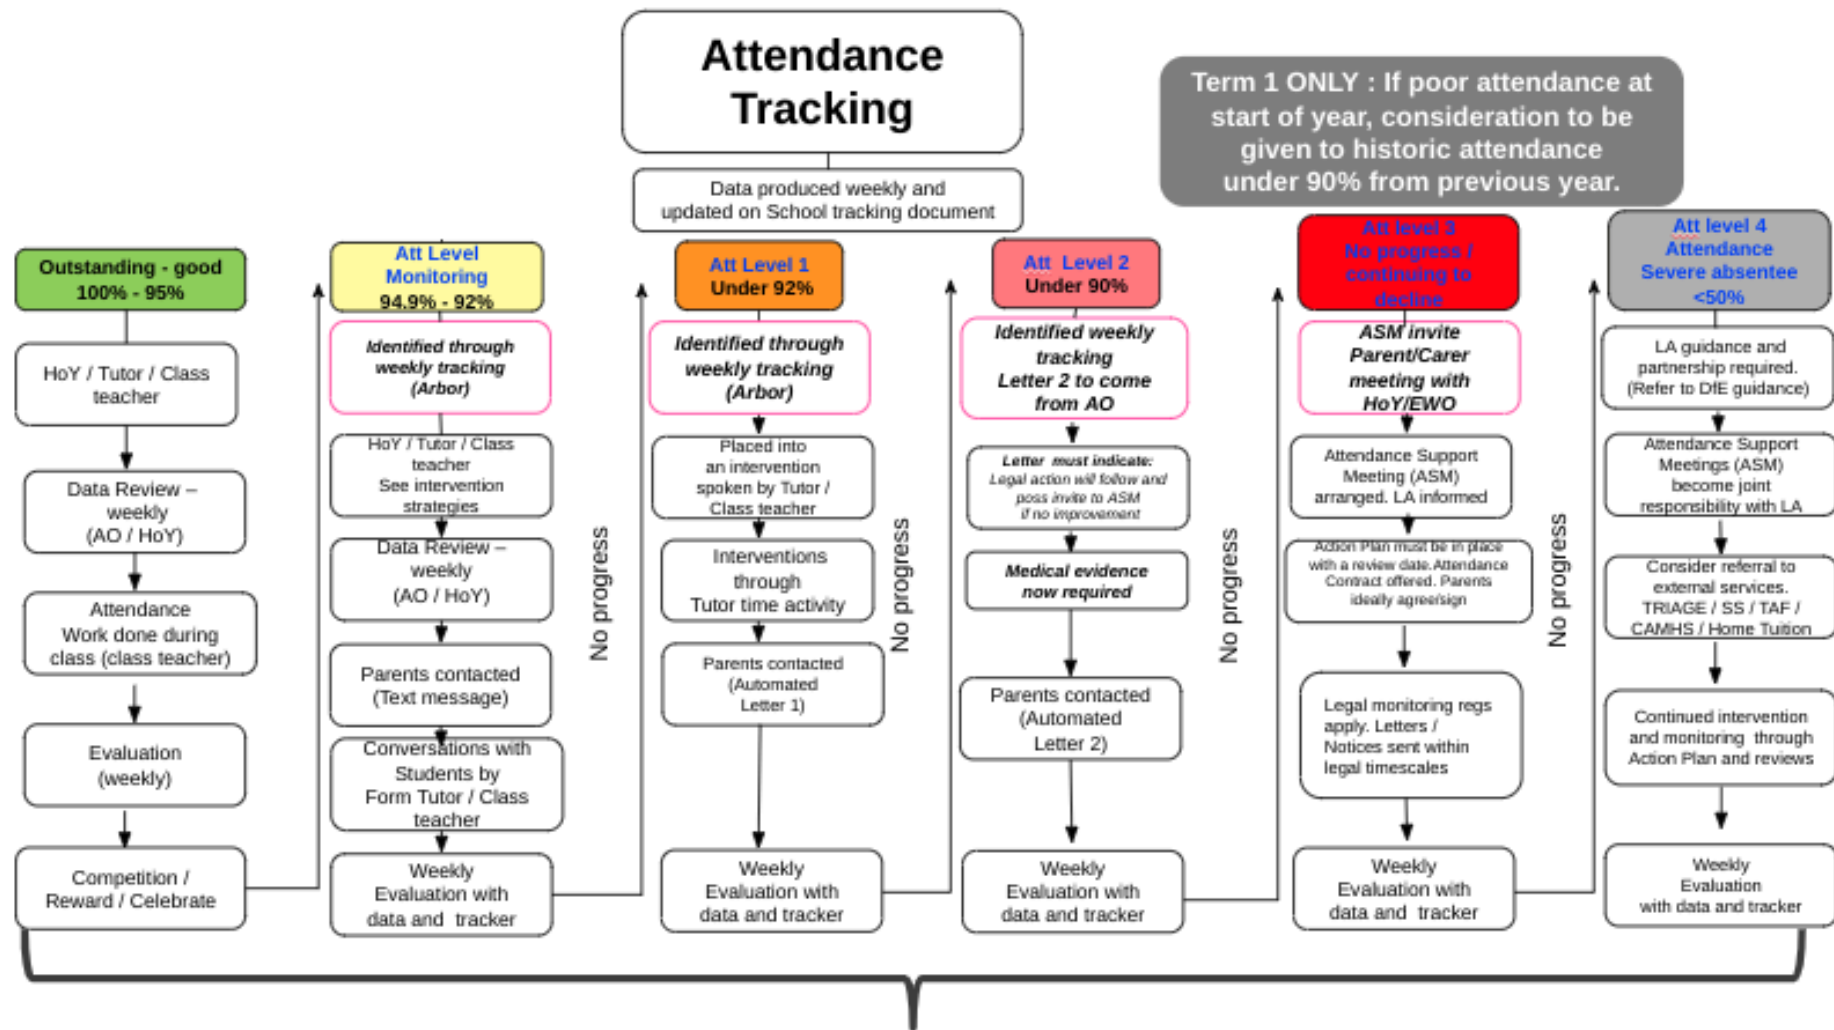 Attendance
Tracking
Data produced weekly and
updated on School tracking document
Term 1 ONLY : If poor attendance at
start of year, consideration to be
given to historic attendance
under 90% from previous year.
Outstanding - good
100% - 95%
HoY / Tutor / Class
teacher
Data Review –
weekly
(AO / HoY)
Attendance
Work done during
class (class teacher)
Evaluation
(weekly)
Competition /
Reward / Celebrate
Att Level
Monitoring
94.9% - 92%
Identified through
weekly tracking
(Arbor)
HoY / Tutor / Class
teacher
See intervention
strategies
Data Review –
weekly
(AO / HoY)
Parents contacted
(Text message)
Conversations with
Students by
Form Tutor / Class
teacher
Weekly
Evaluation with
data and tracker
No progress
Att Level 1
Under 92%
Identified through
weekly tracking
(Arbor)
Placed into
an intervention
spoken by Tutor /
Class teacher
Interventions
through
Tutor time activity
Parents contacted
(Automated
Letter 1)
Weekly
Evaluation with
data and tracker
No progress
Att Level 2
Under 90%
Identified weekly
tracking
Letter 2 to come
from AO
Letter must indicate:
Legal action will follow and
poss invite to ASM
if no improvement
Medical evidence
now required
Parents contacted
(Automated
Letter 2)
Weekly
Evaluation with
data and tracker
No progress
Att level 3
No progress /
continuing to
decline
ASM invite
Parent/Carer
meeting with
HoY/EWO
Attendance Support
Meeting (ASM)
arranged. LA informed
Action Plan must be in place
with a review date. Attendance
Contract offered. Parents
ideally agree/sign
Legal monitoring regs
apply. Letters /
Notices sent within
legal timescales
Weekly
Evaluation with
data and tracker
No progress
Att level 4
Attendance
Severe absentee
<50%
LA guidance and
partnership required.
(Refer to DfE guidance)
Attendance Support
Meetings (ASM)
become joint
responsibility with LA
Consider referral to
external services.
TRIAGE / SS / TAF /
CAMHS / Home Tuition
Continued intervention
and monitoring through
Action Plan and reviews
Weekly
Evaluation
with data and tracker